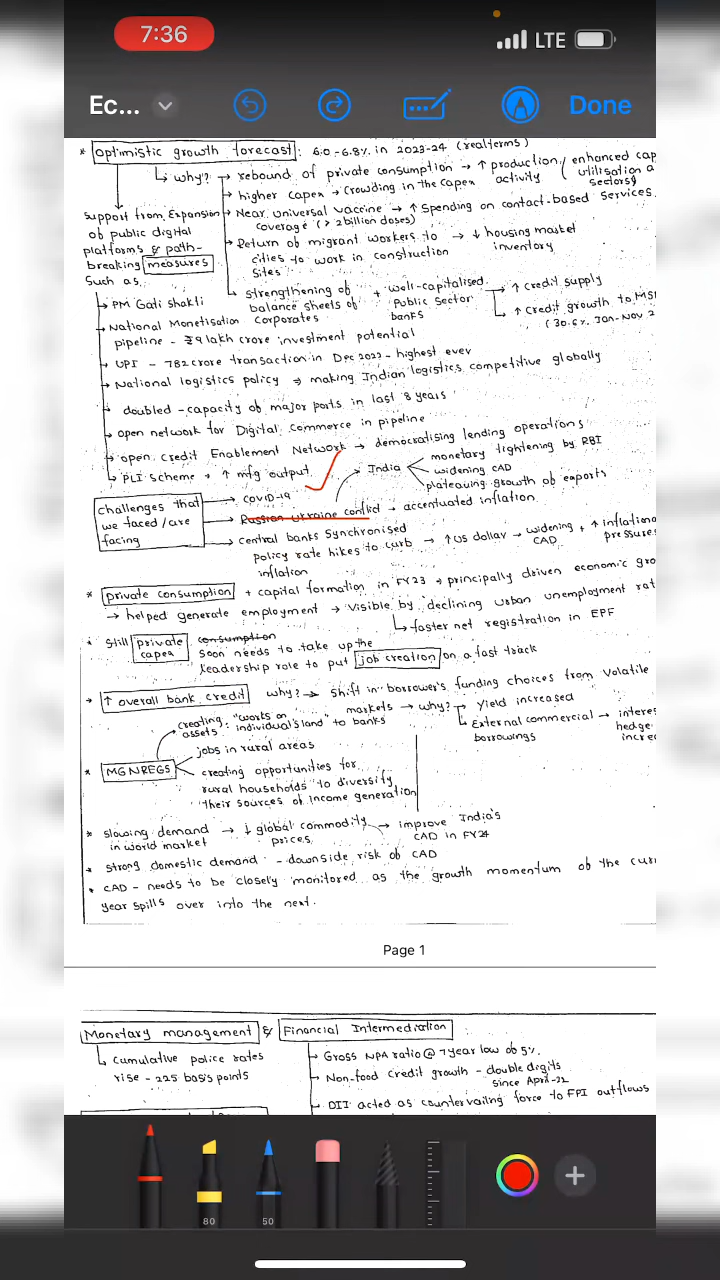 7:36
LTE
Ec...
Done
* Optimistic growth forecast : 6.0-6.8% in 2023-24 (real terms)
↳ why? → rebound of private consumption → ↑ production activity / enhanced cap utilisation a sectors
→ higher capex → Crowding in the capex
→ Near universal vaccine coverage (> 2 billion doses) → ↑ spending on contact-based services
→ Return of migrant workers to cities to work in construction sites → ↓ housing market inventory
↳ strengthening of balance sheets of corporates + well-capitalised public sector banks → ↑ credit supply
→ ↑ credit growth to MS
(30.6% Jan-Nov 2
Support from Expansion
of public digital
platforms & path-
breaking measures
such as
→ PM Gati Shakti
→ National Monetisation
pipeline - ₹9 lakh crore investment potential
→ UPI - 782 crore transaction in Dec 2022 - highest ever
→ National logistics policy ⇒ making Indian logistics competitive globally
doubled - capacity of major ports in last 8 years
→ open network for Digital Commerce in pipeline
→ open Credit Enablement Network → democratising lending operations
↳ PLI scheme → ↑ mfg output
India
monetary tightening by RBI
widening CAD
plateauing growth of exports
challenges that
we faced/are
facing
→ COVID-19
→ Russian Ukraine conflict → accentuated inflation
→ central banks synchronised
policy rate hikes to curb
inflation
→ ↑ US dollar → widening CAD + ↑ inflationa pressures
* private consumption + capital formation in FY23 → principally driven economic gro
→ helped generate employment → visible by declining urban unemployment rat
↳ faster net registration in EPF
* Still private capex consumption
soon needs to take up the
leadership role to put job creation on a fast track
* ↑ overall bank credit why? → shift in borrower's funding choices from volatile
markets → why? → Yield increased
↳ External commercial borrowings → interes
hedge
incre
creating assets : "works on individual's land" to banks
* MGNREGS
jobs in rural areas
creating opportunities for
rural households to diversify
their sources of income generation
* slowing demand in world market → ↓ global commodity prices → improve India's CAD in FY24
* strong domestic demand - downside risk of CAD
* CAD - needs to be closely monitored as the growth momentum of the curr
year spills over into the next.
Page 1
Monetary management & Financial Intermediation
↳ cumulative police rates
rise - 225 basis points
→ Gross NPA ratio @ 7 year low of 5%
→ Non-food credit growth - double digits
since April-22
→ DII acted as countervailing force to FPI outflows
80
50